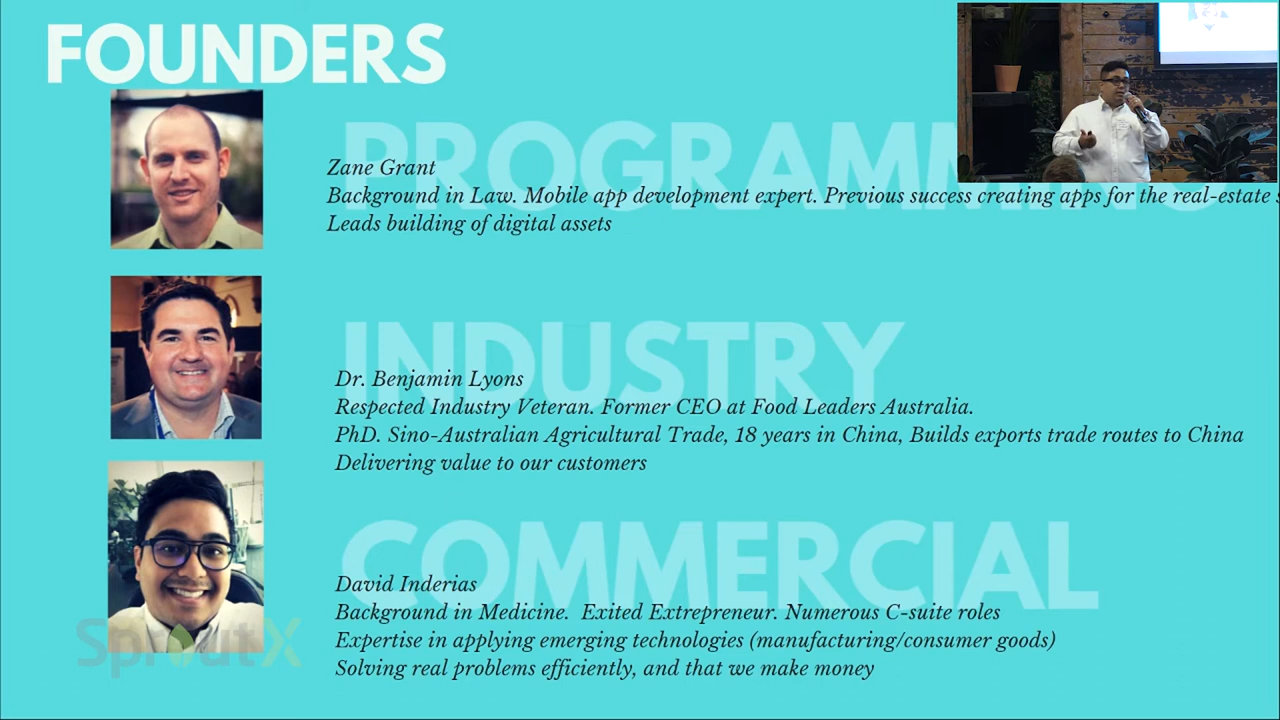 FOUNDERS
PROGRAMMING
Zane Grant
Background in Law. Mobile app development expert. Previous success creating apps for the real-estate
Leads building of digital assets
INDUSTRY
Dr. Benjamin Lyons
Respected Industry Veteran. Former CEO at Food Leaders Australia.
PhD. Sino-Australian Agricultural Trade, 18 years in China, Builds exports trade routes to China
Delivering value to our customers
COMMERCIAL
David Inderias
Background in Medicine. Exited Extrepreneur. Numerous C-suite roles
Expertise in applying emerging technologies (manufacturing/consumer goods)
Solving real problems efficiently, and that we make money
SproutX